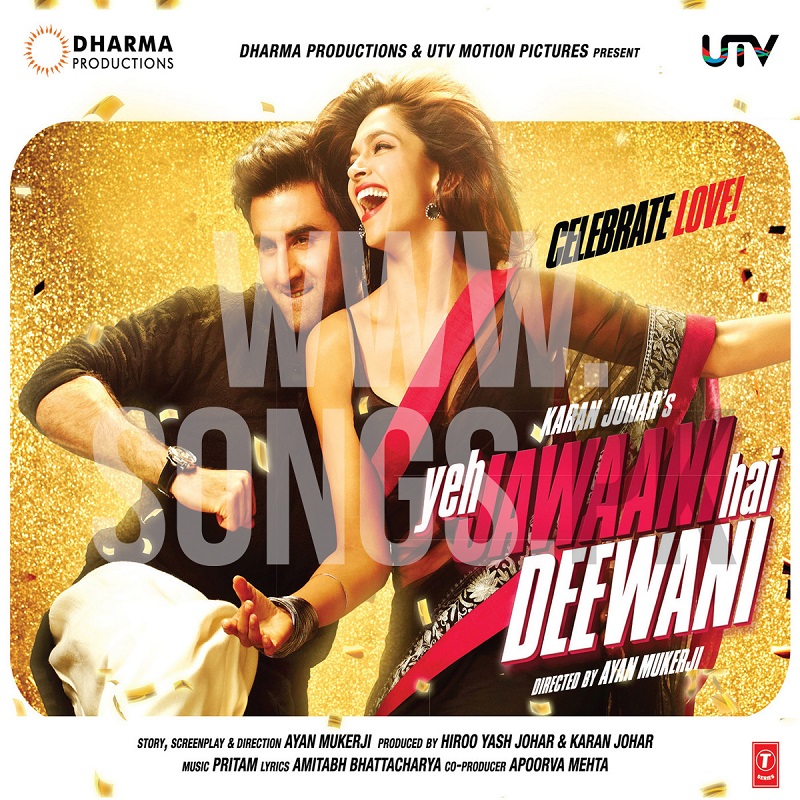 DHARMA
PRODUCTIONS
DHARMA PRODUCTIONS & UTV MOTION PICTURES PRESENT
UTV
CELEBRATE LOVE!
WWW.
SONGS.PK
KARAN JOHAR'S
yeh JAWAANI hai
DEEWANI
DIRECTED BY AYAN MUKERJI
STORY, SCREENPLAY & DIRECTION AYAN MUKERJI PRODUCED BY HIROO YASH JOHAR & KARAN JOHAR
MUSIC PRITAM LYRICS AMITABH BHATTACHARYA CO-PRODUCER APOORVA MEHTA
T
SERIES